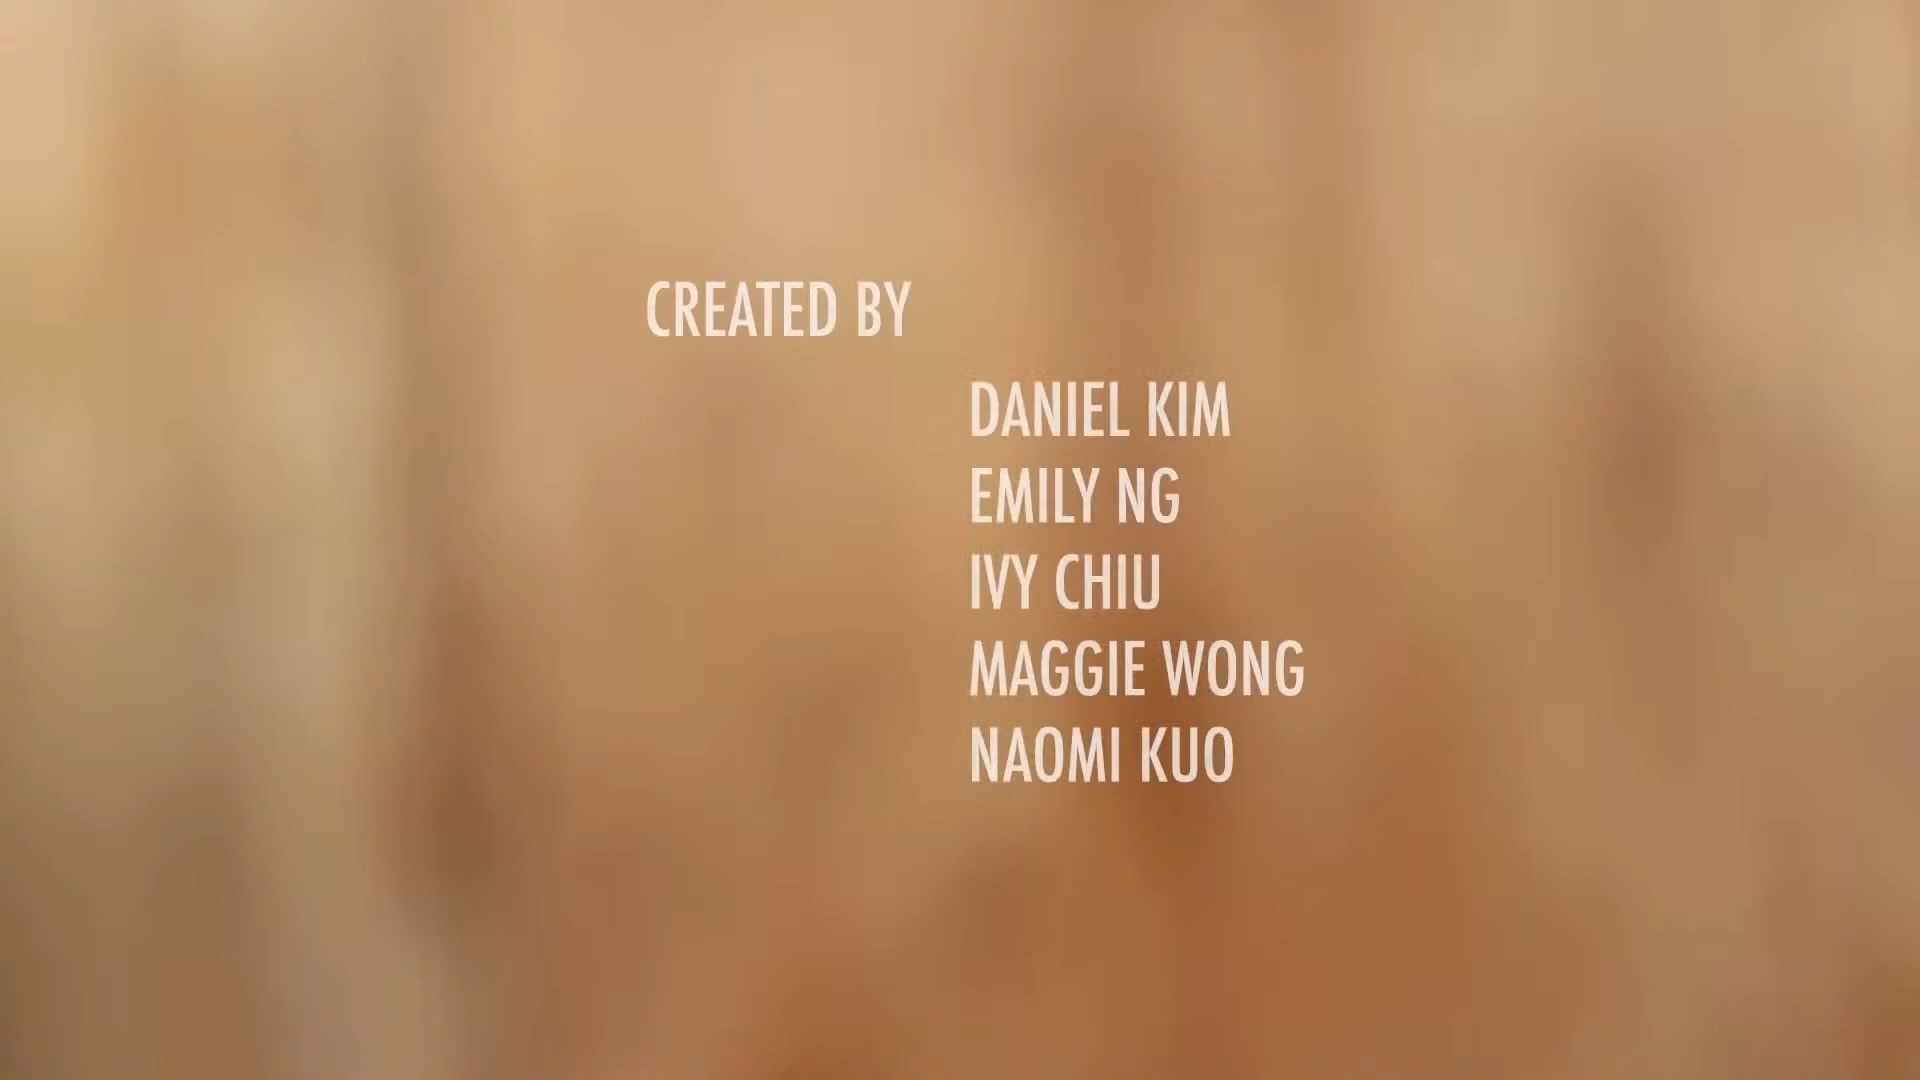 CREATED BY
DANIEL KIM
EMILY NG
IVY CHIU
MAGGIE WONG
NAOMI KUO